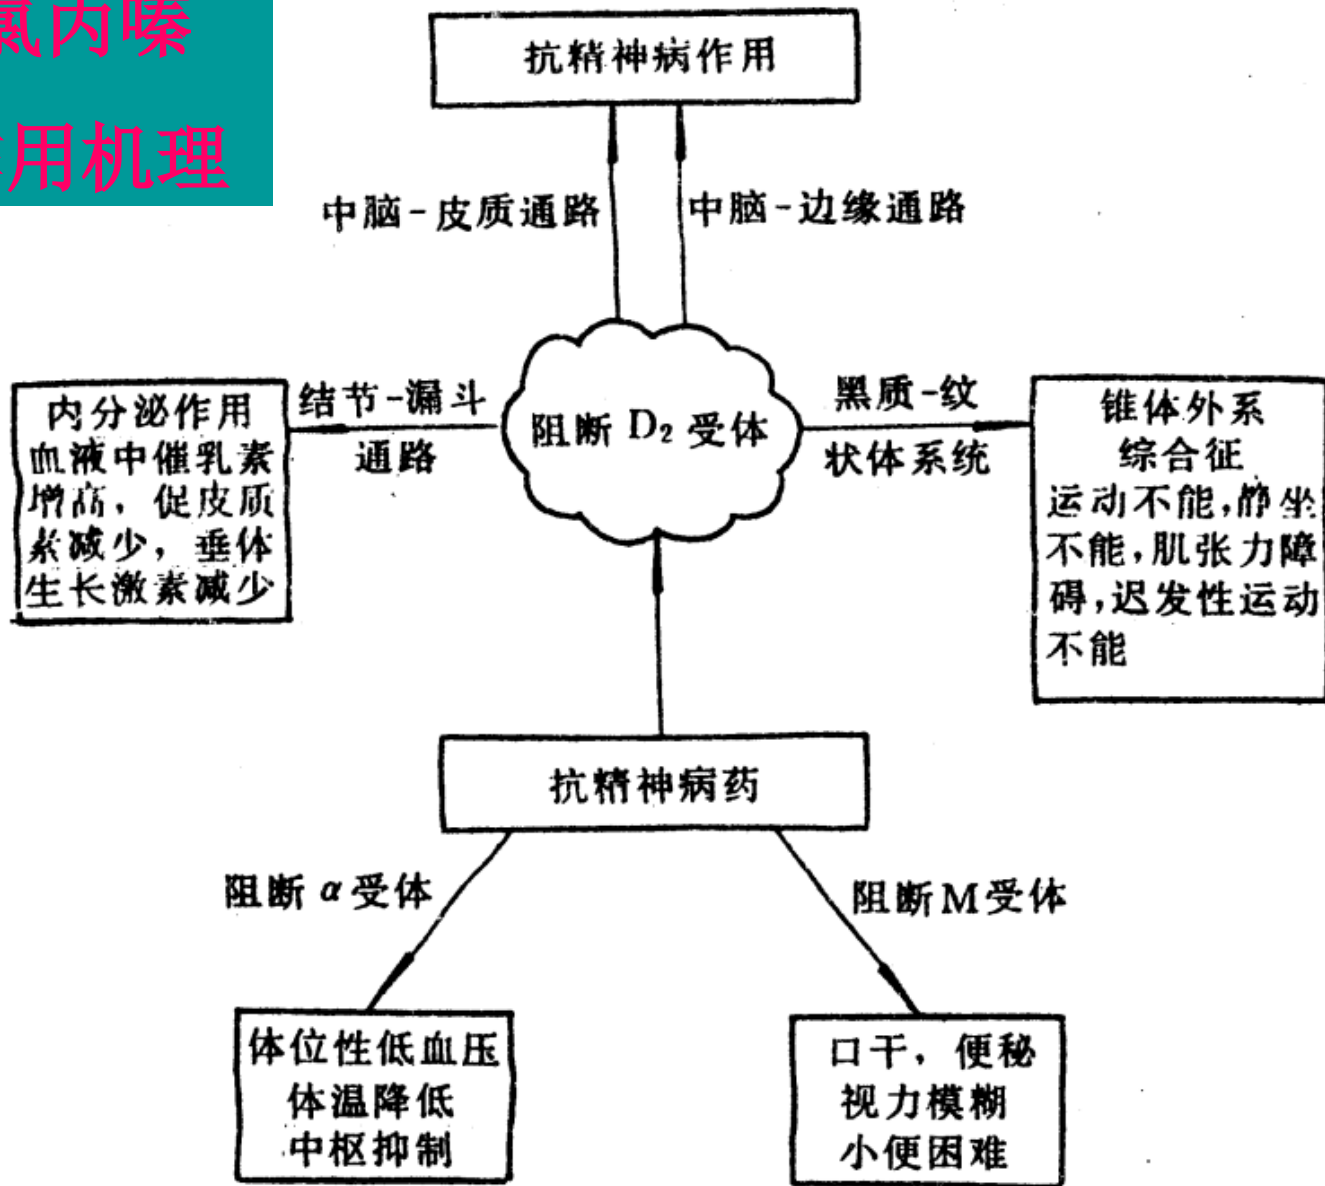 氯丙嗪
用机理
抗精神病作用
中脑-皮质通路
中脑-边缘通路
内分泌作用
血液中催乳素
增高，促皮质
素减少，垂体
生长激素减少
结节-漏斗
通路
阻断 D₂ 受体
黑质-纹
状体系统
锥体外系
综合征
运动不能，静坐
不能，肌张力障
碍，迟发性运动
不能
抗精神病药
阻断 α 受体
阻断M受体
体位性低血压
体温降低
中枢抑制
口干，便秘
视力模糊
小便困难